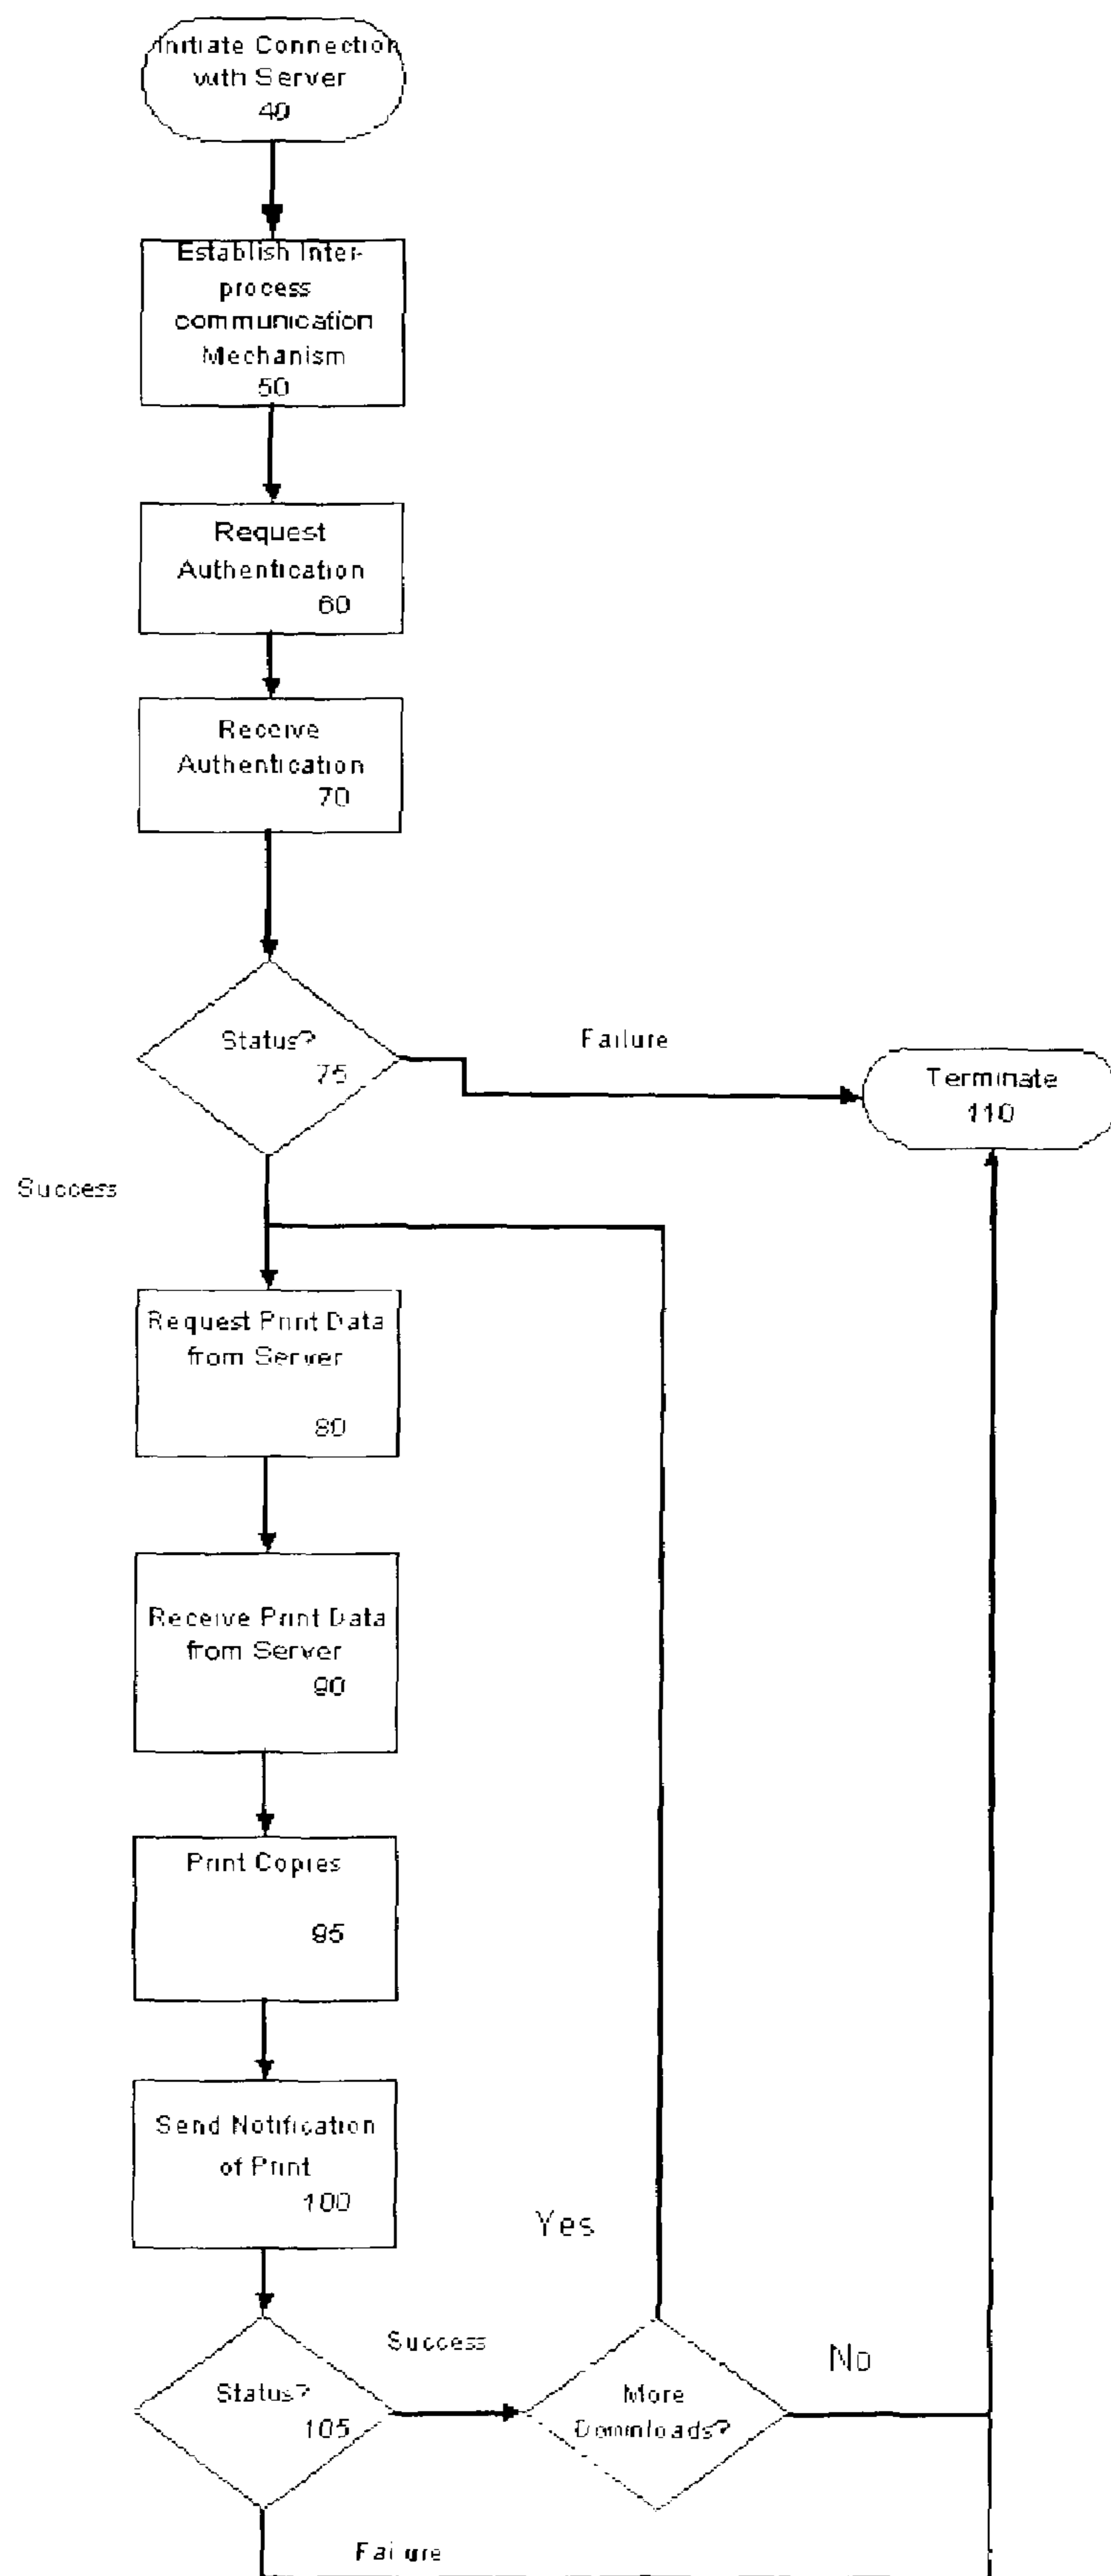 Initiate Connection
with Server
40
Establish Inter-
process
communication
Mechanism
50
Request
Authentication
60
Receive
Authentication
70
Status?
75
Failure
Terminate
110
Success
Request Print Data
from Server
80
Receive Print Data
from Server
90
Print Copies
95
Send Notification
of Print
100
Yes
Status?
105
Success
More
Downloads?
No
Failure